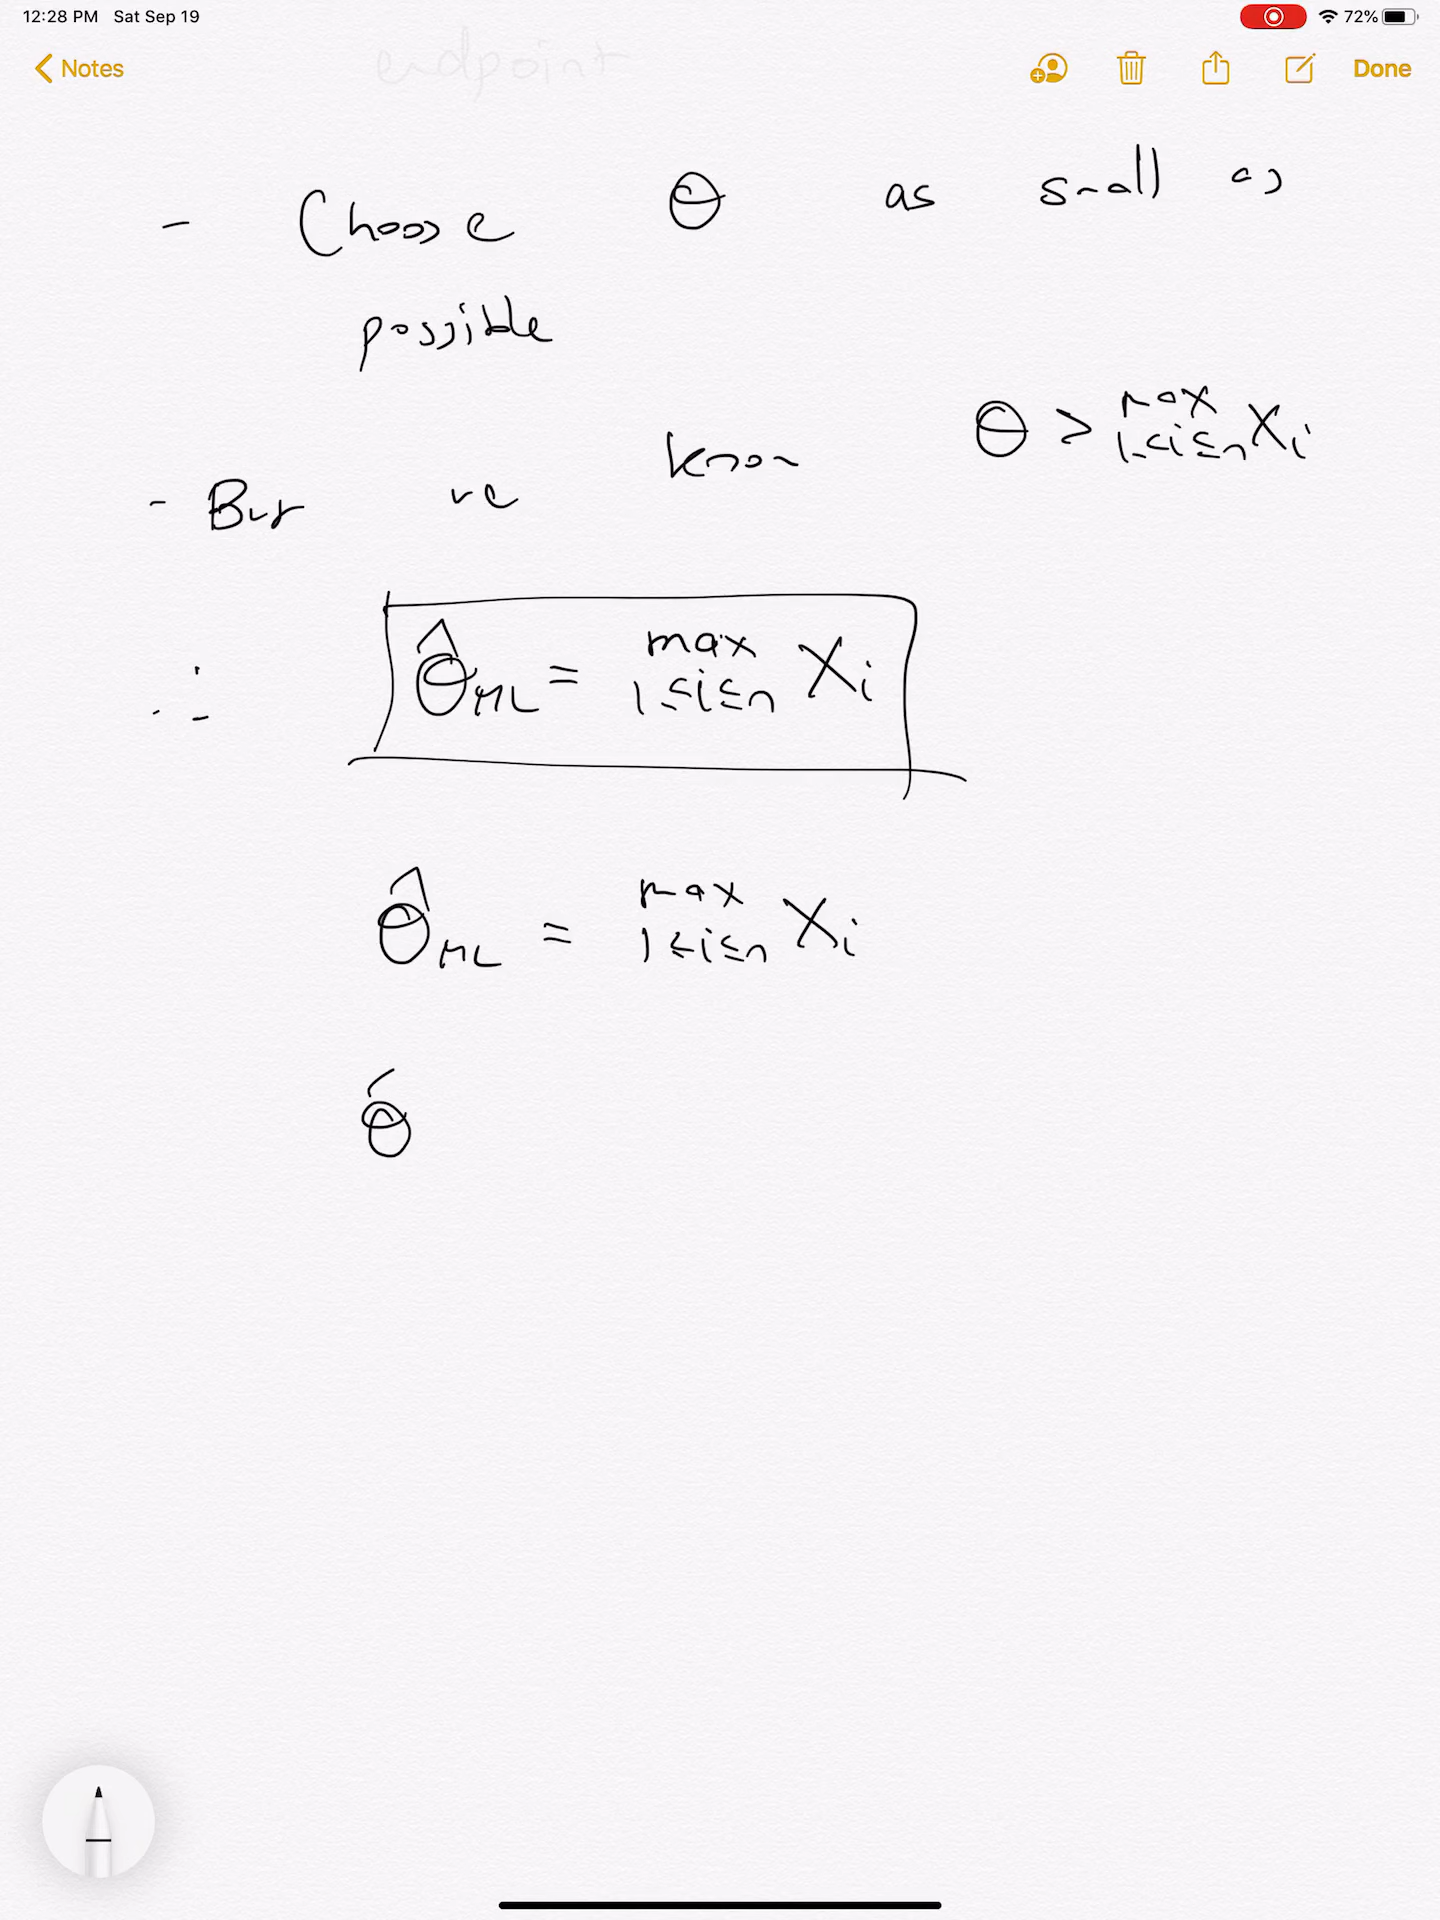 12:28 PM Sat Sep 19
72%
Notes
endpoint
Done
- Choose θ as small as
possible
- But we know θ > max 1≤i≤n Xi
∴ θ̂ML = max 1≤i≤n Xi
θ̂ML = max 1≤i≤n Xi
θ̂